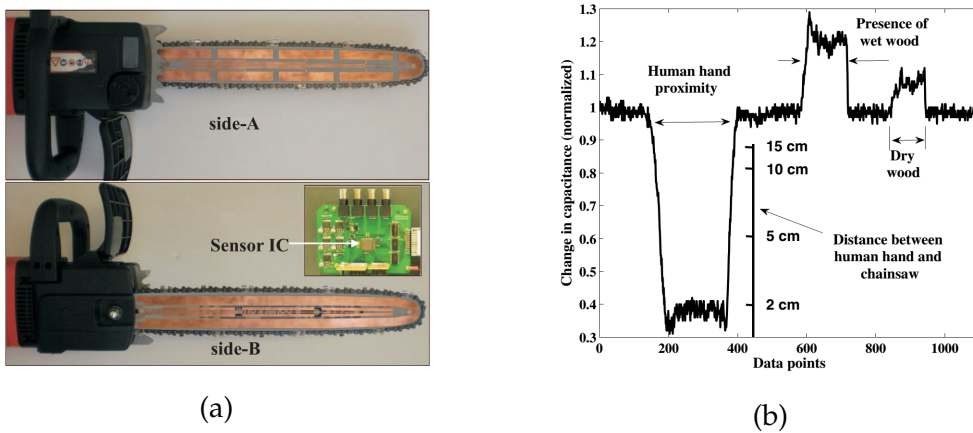 side-A
Sensor IC
side-B
(a)
Change in capacitance (normalized)
1.3
1.2
1.1
1
0.9
0.8
0.7
0.6
0.5
0.4
0.3
0
200
400
600
800
1000
Data points
Human hand
proximity
Presence of
wet wood
Dry
wood
15 cm
10 cm
5 cm
2 cm
Distance between
human hand and
chainsaw
(b)